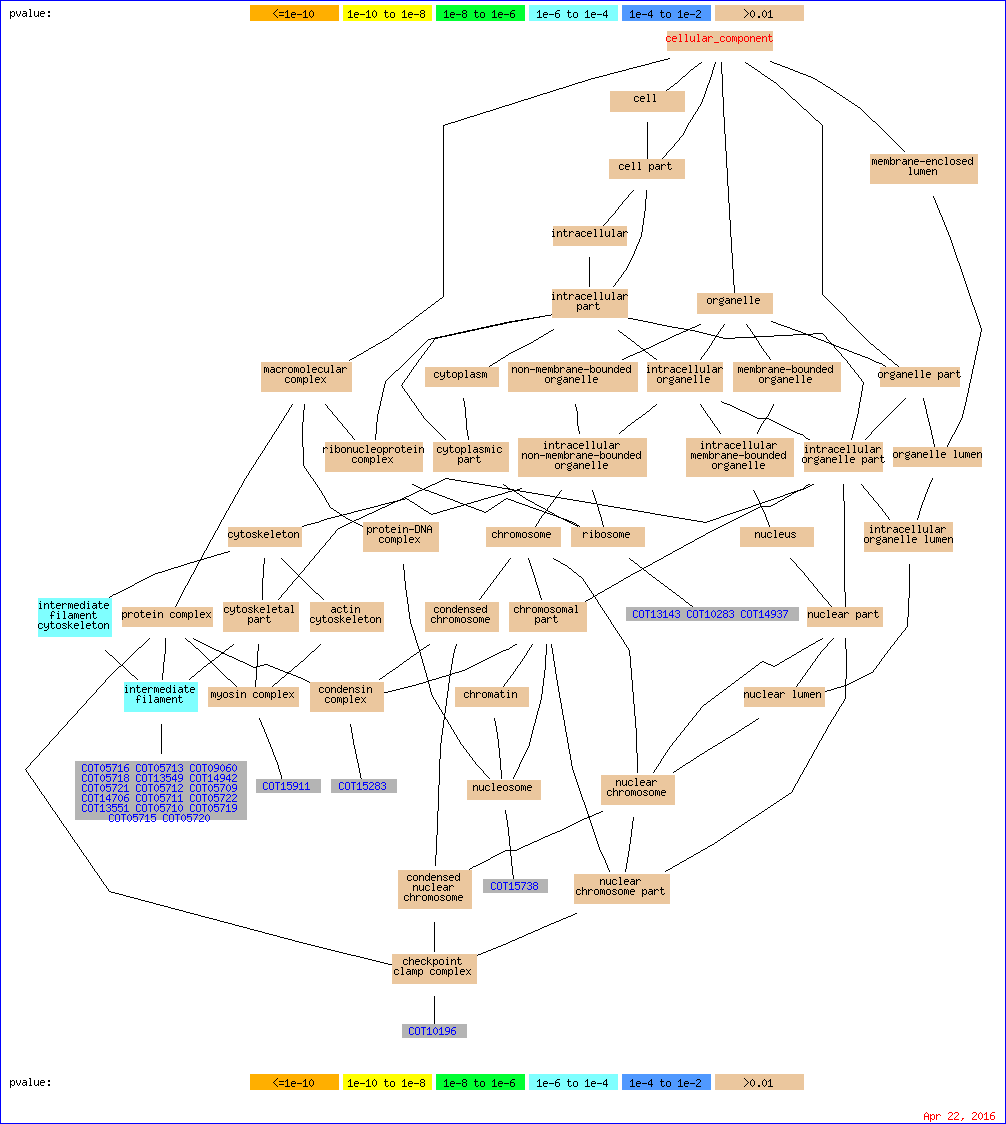 pvalue: <=1e-10 1e-10 to 1e-8 1e-8 to 1e-6 1e-6 to 1e-4 1e-4 to 1e-2 >0.01
cellular_component
cell
membrane-enclosed
lumen
cell part
intracellular
intracellular
part
organelle
macromolecular
complex
cytoplasm
non-membrane-bounded
organelle
intracellular
organelle
membrane-bounded
organelle
organelle part
ribonucleoprotein
complex
cytoplasmic
part
intracellular
non-membrane-bounded
organelle
intracellular
membrane-bounded
organelle
intracellular
organelle part
organelle lumen
cytoskeleton
protein-DNA
complex
chromosome
ribosome
nucleus
intracellular
organelle lumen
intermediate
filament
cytoskeleton
protein complex
cytoskeletal
part
actin
cytoskeleton
condensed
chromosome
chromosomal
part
COT13143 COT10283 COT14937
nuclear part
intermediate
filament
myosin complex
condensin
complex
chromatin
nuclear lumen
COT05716 COT05713 COT09060
COT05718 COT13549 COT14942
COT05721 COT05712 COT05709
COT14706 COT05711 COT05722
COT13551 COT05710 COT05719
COT05715 COT05720
COT15911
COT15283
nucleosome
nuclear
chromosome
condensed
nuclear
chromosome
COT15738
nuclear
chromosome part
checkpoint
clamp complex
COT10196
pvalue: <=1e-10 1e-10 to 1e-8 1e-8 to 1e-6 1e-6 to 1e-4 1e-4 to 1e-2 >0.01
Apr 22, 2016